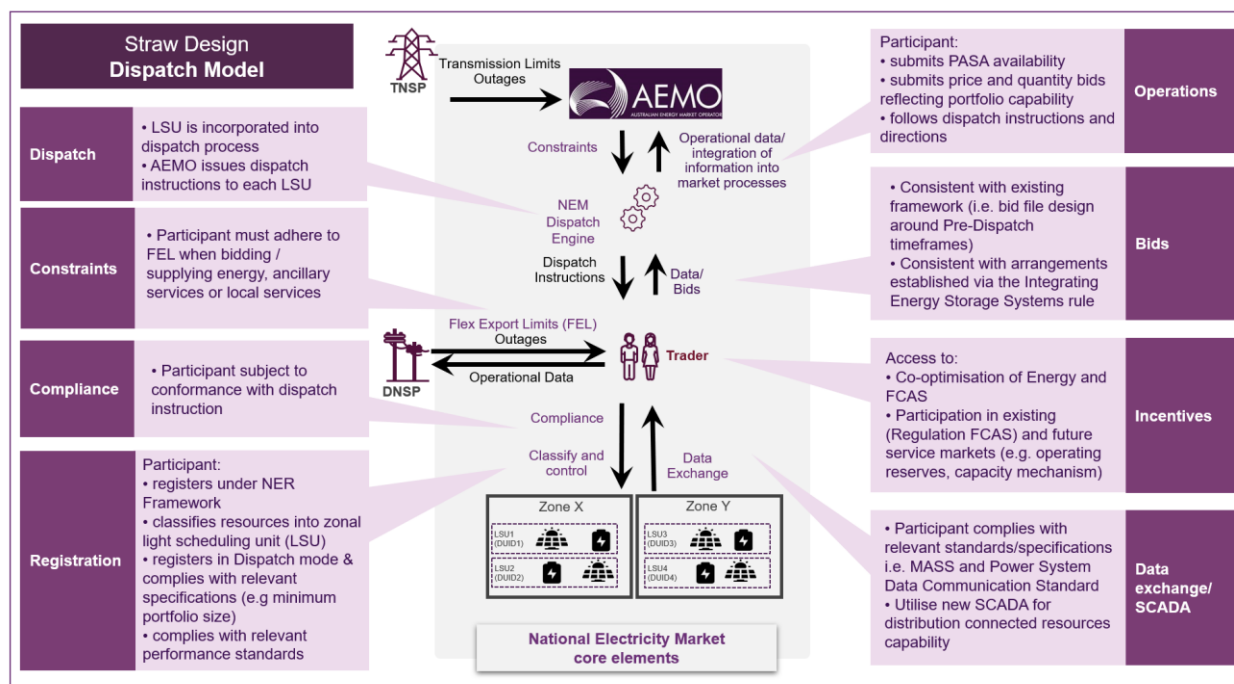 Straw Design
Dispatch Model
Dispatch
• LSU is incorporated into
dispatch process
• AEMO issues dispatch
instructions to each LSU
Constraints
• Participant must adhere to
FEL when bidding /
supplying energy, ancillary
services or local services
Compliance
• Participant subject to
conformance with dispatch
instruction
Registration
Participant:
• registers under NER
Framework
• classifies resources into zonal
light scheduling unit (LSU)
• registers in Dispatch mode &
complies with relevant
specifications (e.g minimum
portfolio size)
• complies with relevant
performance standards
TNSP
Transmission Limits
Outages
AEMO
AUSTRALIAN ENERGY MARKET OPERATOR
Constraints
Operational data/
integration of
information into
market processes
NEM
Dispatch
Engine
Dispatch
Instructions
Data/
Bids
Flex Export Limits (FEL)
Outages
Operational Data
DNSP
Trader
Compliance
Classify and
control
Data
Exchange
Zone X
LSU1
(DUID1)
LSU2
(DUID2)
Zone Y
LSU3
(DUID3)
LSU4
(DUID4)
National Electricity Market
core elements
Participant:
• submits PASA availability
• submits price and quantity bids
reflecting portfolio capability
• follows dispatch instructions and
directions
Operations
• Consistent with existing
framework (i.e. bid file design
around Pre-Dispatch
timeframes)
• Consistent with arrangements
established via the Integrating
Energy Storage Systems rule
Bids
Access to:
• Co-optimisation of Energy and
FCAS
• Participation in existing
(Regulation FCAS) and future
service markets (e.g. operating
reserves, capacity mechanism)
Incentives
• Participant complies with
relevant standards/specifications
i.e. MASS and Power System
Data Communication Standard
• Utilise new SCADA for
distribution connected resources
capability
Data
exchange/
SCADA